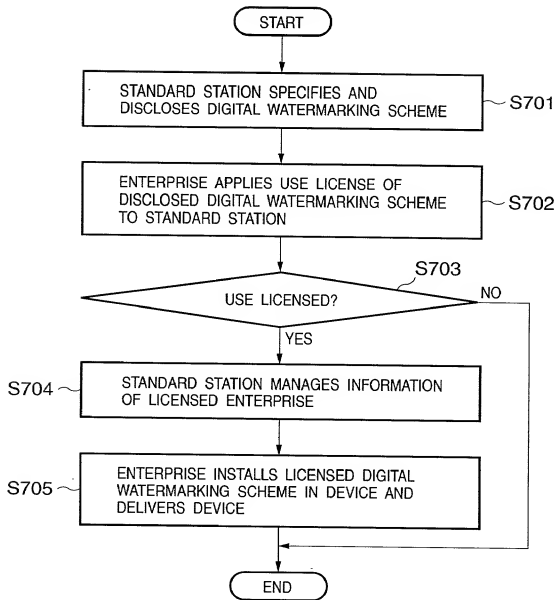 START
STANDARD STATION SPECIFIES AND
DISCLOSES DIGITAL WATERMARKING SCHEME
S701
ENTERPRISE APPLIES USE LICENSE OF
DISCLOSED DIGITAL WATERMARKING SCHEME
TO STANDARD STATION
S702
S703
USE LICENSED?
NO
YES
S704
STANDARD STATION MANAGES INFORMATION
OF LICENSED ENTERPRISE
S705
ENTERPRISE INSTALLS LICENSED DIGITAL
WATERMARKING SCHEME IN DEVICE AND
DELIVERS DEVICE
END